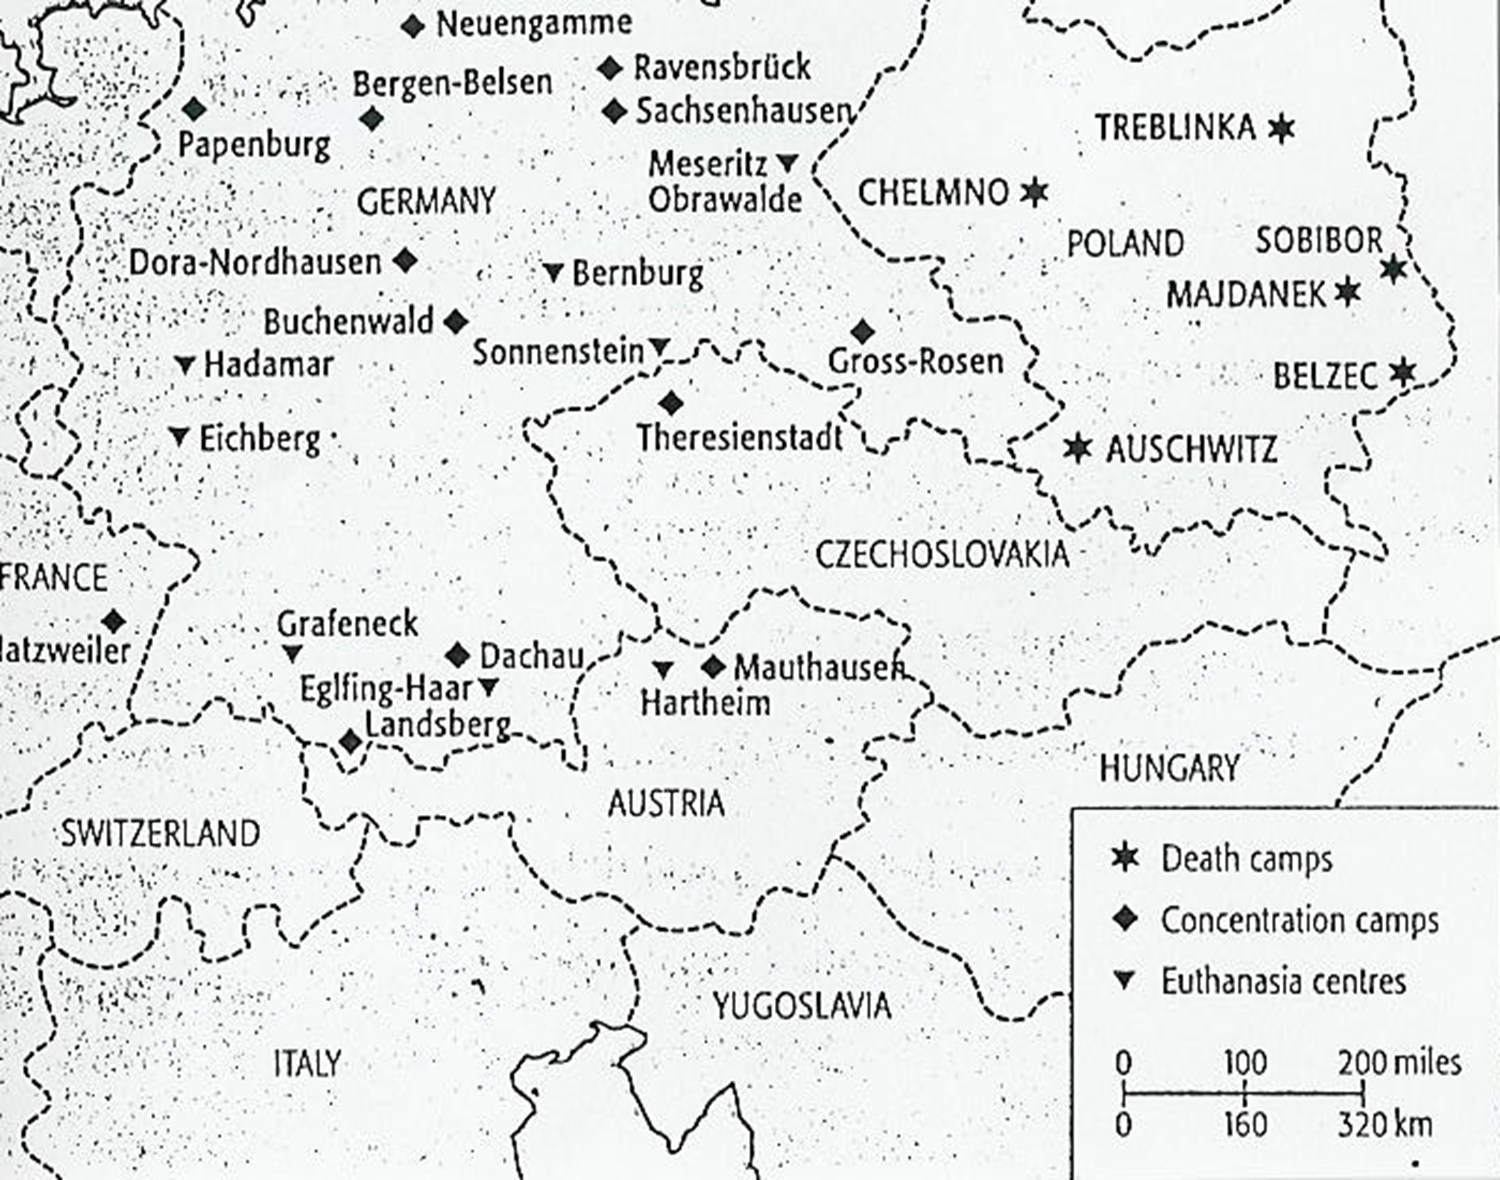 Neuengamme
Ravensbrück
Bergen-Belsen
Sachsenhausen
Papenburg
TREBLINKA
Meseritz
Obrawalde
CHELMNO
GERMANY
POLAND
SOBIBOR
Dora-Nordhausen
Bernburg
MAJDANEK
Buchenwald
Sonnenstein
Hadamar
Gross-Rosen
BELZEC
Eichberg
Theresienstadt
AUSCHWITZ
CZECHOSLOVAKIA
FRANCE
Grafeneck
latzweiler
Dachau
Mauthausen
Eglfing-Haar
Hartheim
Landsberg
HUNGARY
AUSTRIA
SWITZERLAND
Death camps
Concentration camps
Euthanasia centres
YUGOSLAVIA
ITALY
0 100 200 miles
0 160 320 km